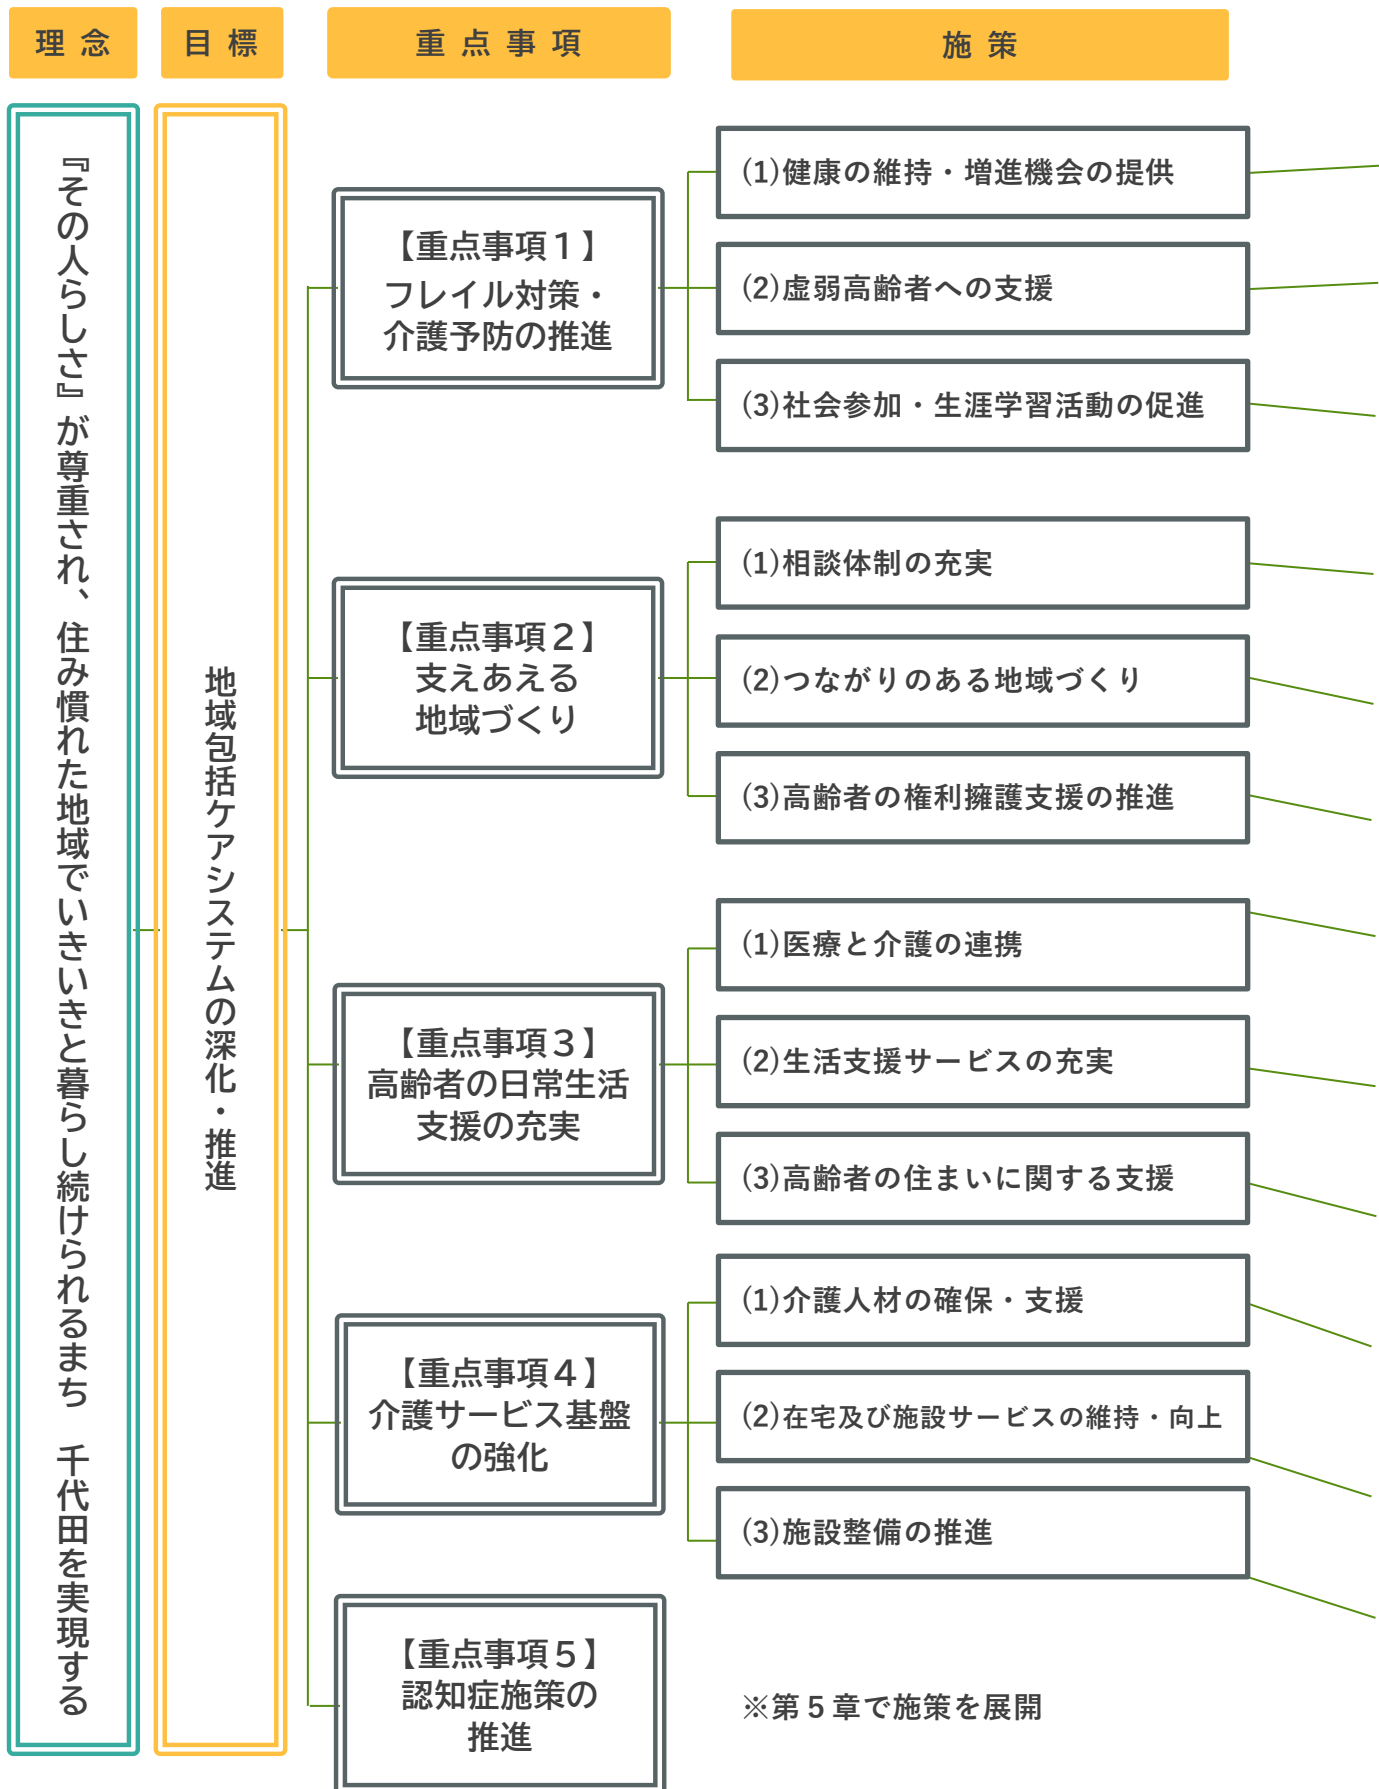 理念
目標
重点事項
施策
『その人らしさ』が尊重され、住み慣れた地域でいきいきと暮らし続けられるまち　千代田を実現する
地域包括ケアシステムの深化・推進
【重点事項１】
フレイル対策・
介護予防の推進
(1)健康の維持・増進機会の提供
(2)虚弱高齢者への支援
(3)社会参加・生涯学習活動の促進
【重点事項２】
支えあえる
地域づくり
(1)相談体制の充実
(2)つながりのある地域づくり
(3)高齢者の権利擁護支援の推進
【重点事項３】
高齢者の日常生活
支援の充実
(1)医療と介護の連携
(2)生活支援サービスの充実
(3)高齢者の住まいに関する支援
【重点事項４】
介護サービス基盤
の強化
(1)介護人材の確保・支援
(2)在宅及び施設サービスの維持・向上
(3)施設整備の推進
【重点事項５】
認知症施策の
推進
※第５章で施策を展開